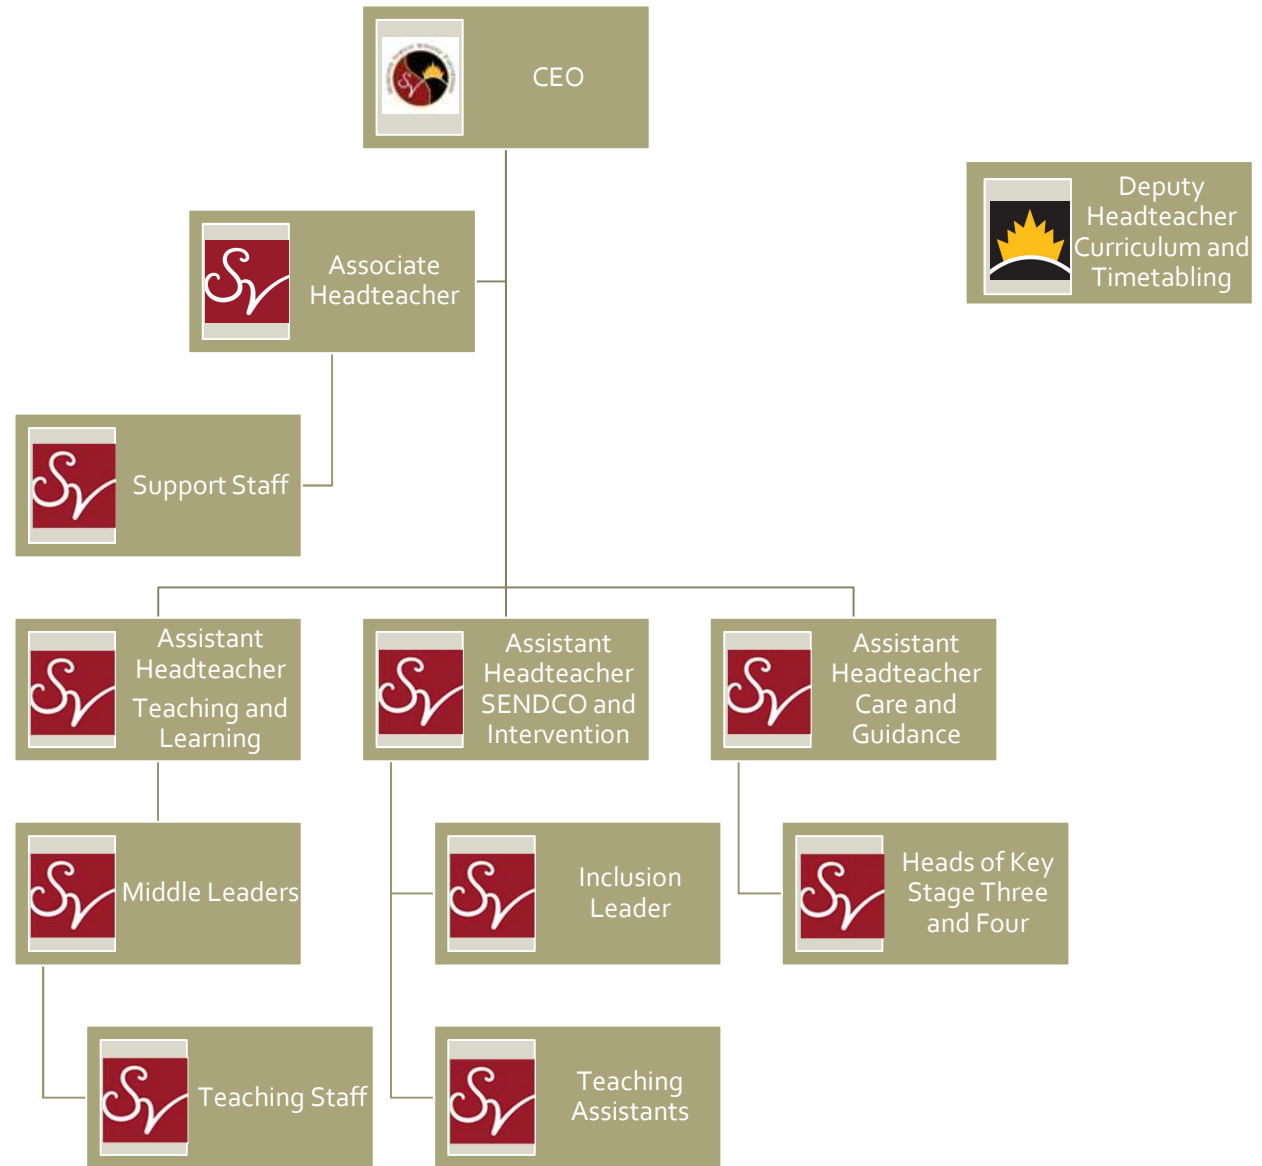 CEO
Deputy
Headteacher
Curriculum and
Timetabling
Associate
Headteacher
Support Staff
Assistant
Headteacher
Teaching and
Learning
Assistant
Headteacher
SENDCO and
Intervention
Assistant
Headteacher
Care and
Guidance
Middle Leaders
Inclusion
Leader
Heads of Key
Stage Three
and Four
Teaching Staff
Teaching
Assistants